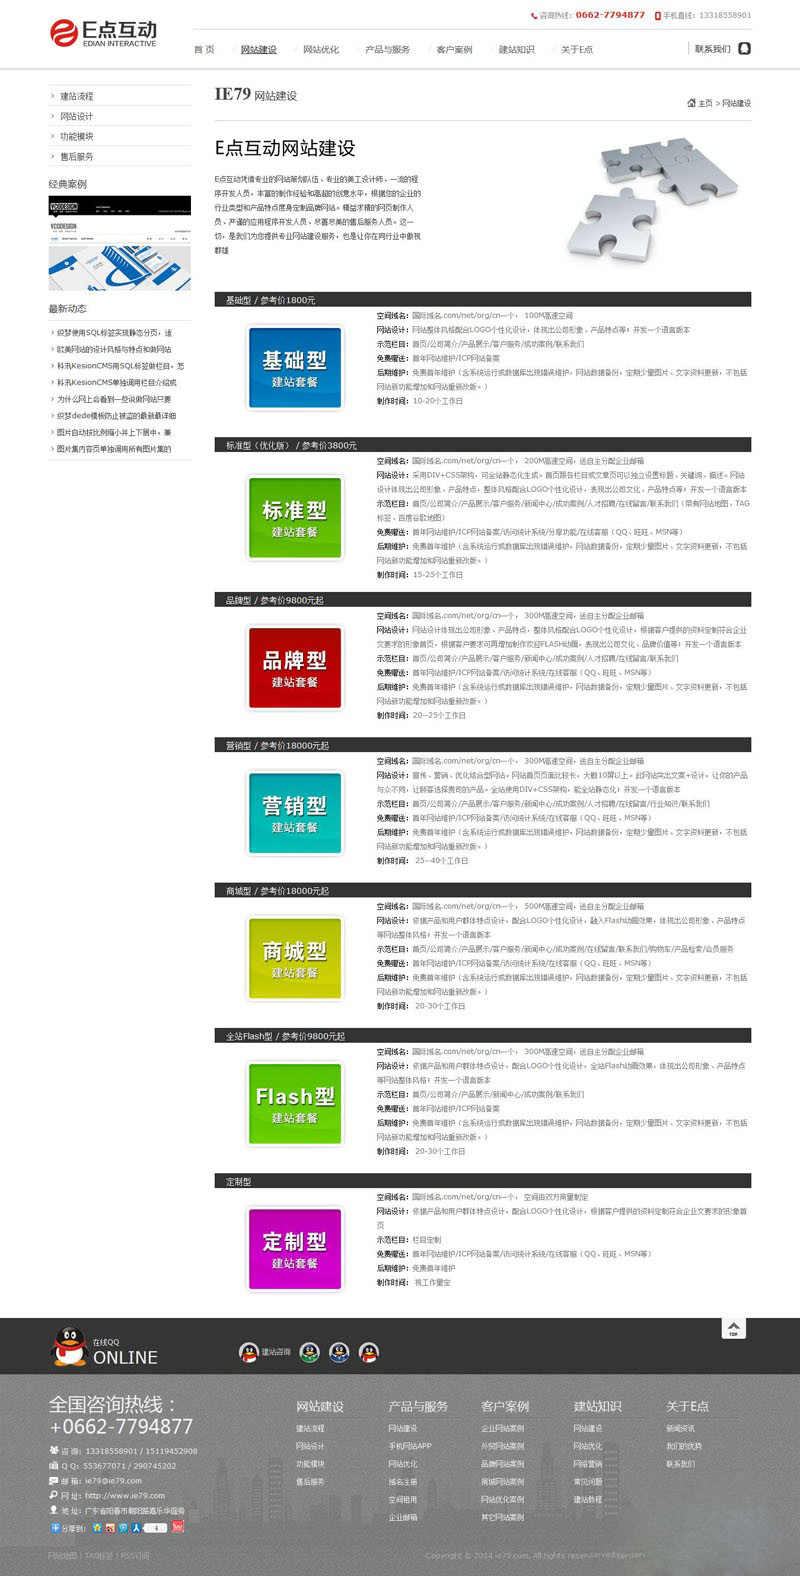 E点互动
EDIAN INTERACTIVE
咨询热线：0662-7794877 手机直线：13318558901
首 页 网站建设 网站优化 产品与服务 客户案例 建站知识 关于E点 联系我们
建站流程
网站设计
功能模块
售后服务
经典案例
VCODESIGN
VCODESIGN
最新动态
织梦使用SQL标签实现静态分页，适
欧美网站的设计风格与特点和做网站
科汛KesionCMS用SQL标签做栏目，怎
科汛KesionCMS单独调用栏目介绍或
为什么网上会看到一些说做网站只要
织梦dede模板防止被盗的最新最详细
图片自动按比例缩小并上下居中，兼
图片集内容页单独调用所有图片集的
IE79 网站建设
主页 > 网站建设
E点互动网站建设
E点互动凭借专业的网站策划队伍、专业的美工设计师、一流的程
序开发人员，丰富的制作经验和高超的创意水平，根据您的企业的
行业类型和产品特点度身定制品牌网站。精益求精的网页制作人
员、严谨的应用程序开发人员、尽善尽美的售后服务人员。这一
切，是我们为您提供专业网站建设服务，也是让你在同行业中傲视
群雄
基础型 / 参考价1800元
基础型
建站套餐
空间域名：国际域名.com/net/org/cn一个， 100M高速空间
网站设计：网站整体风格配合LOGO个性化设计，体现出公司形象、产品特点等！开发一个语言版本
示范栏目：首页/公司简介/产品展示/客户服务/成功案例/联系我们
免费赠送：首年网站维护/ICP网站备案
后期维护：免费首年维护（含系统运行或数据库出现错误维护，网站数据备份，定期少量图片、文字资料更新，不包括
网站新功能增加和网站重新改版。）
制作时间：10-20个工作日
标准型（优化版） / 参考价3800元
标准型
建站套餐
空间域名：国际域名.com/net/org/cn一个， 200M高速空间，送自主分配企业邮箱
网站设计：采用DIV+CSS架构，可全站静态化生成。首页跟各栏目或文章页可以独立设置标题、关键词、描述。网站
设计体现出公司形象、产品特点，整体风格配合LOGO个性化设计，表现出公司文化、产品特点等！开发一个语言版本
示范栏目：首页/公司简介/产品展示/客户服务/新闻中心/成功案例/人才招聘/在线留言/联系我们（带有网站地图、TAG
标签、百度谷歌地图）
免费赠送：首年网站维护/ICP网站备案/访问统计系统/分享功能/在线客服（QQ、旺旺、MSN等）
后期维护：免费首年维护（含系统运行或数据库出现错误维护，网站数据备份，定期少量图片、文字资料更新，不包括
网站新功能增加和网站重新改版。）
制作时间：15-25个工作日
品牌型 / 参考价9800元起
品牌型
建站套餐
空间域名：国际域名.com/net/org/cn一个， 300M高速空间，送自主分配企业邮箱
网站设计：网站设计体现出公司形象、产品特点，整体风格配合LOGO个性化设计，根据客户提供的资料定制符合企业
文要求的形象首页，根据客户要求可再增加制作欢迎FLASH动画，表现出公司文化、品牌价值等！开发一个语言版本
示范栏目：首页/公司简介/产品展示/客户服务/新闻中心/成功案例/人才招聘/在线留言/联系我们
免费赠送：首年网站维护/ICP网站备案/访问统计系统/在线客服（QQ、旺旺、MSN等）
后期维护：免费首年维护（含系统运行或数据库出现错误维护，网站数据备份，定期少量图片、文字资料更新，不包括
网站新功能增加和网站重新改版。）
制作时间：20--25个工作日
营销型 / 参考价18000元起
营销型
建站套餐
空间域名：国际域名.com/net/org/cn一个， 300M高速空间，送自主分配企业邮箱
网站设计：宣传、营销、优化结合型网站。网站首页页面比较长，大概10屏以上。此网站突出文案+设计，让你的产品
与众不同，让顾客选择贵司的产品。全站使用DIV+CSS架构，能全站静态化！开发一个语言版本
示范栏目：首页/公司简介/产品展示/客户服务/新闻中心/成功案例/人才招聘/在线留言/行业知识/联系我们
免费赠送：首年网站维护/ICP网站备案/访问统计系统/在线客服（QQ、旺旺、MSN等）
后期维护：免费首年维护（含系统运行或数据库出现错误维护，网站数据备份，定期少量图片、文字资料更新，不包括
网站新功能增加和网站重新改版。）
制作时间： 25--40个工作日
商城型 / 参考价18000元起
商城型
建站套餐
空间域名：国际域名.com/net/org/cn一个， 500M高速空间，送自主分配企业邮箱
网站设计：依据产品和用户群体特点设计，配合LOGO个性化设计，融入Flash动画效果，体现出公司形象、产品特点
等网站整体风格！开发一个语言版本
示范栏目：首页/公司简介/产品展示/客户服务/新闻中心/成功案例/在线留言/联系我们/购物车/产品检索/会员服务
免费赠送：首年网站维护/ICP网站备案/访问统计系统/在线客服（QQ、旺旺、MSN等）
后期维护：免费首年维护（含系统运行或数据库出现错误维护，网站数据备份，定期少量图片、文字资料更新，不包括
网站新功能增加和网站重新改版。）
制作时间： 20-30个工作日
全站Flash型 / 参考价9800元起
Flash型
建站套餐
空间域名：国际域名.com/net/org/cn一个， 300M高速空间，送自主分配企业邮箱
网站设计：依据产品和用户群体特点设计，配合LOGO个性化设计，全站Flash动画效果，体现出公司形象、产品特点
等网站整体风格！开发一个语言版本
示范栏目：首页/公司简介/产品展示/新闻中心/成功案例/联系我们
免费赠送：首年网站维护/ICP网站备案
后期维护：免费首年维护（含系统运行或数据库出现错误维护，网站数据备份，定期少量图片、文字资料更新，不包括
网站新功能增加和网站重新改版。）
制作时间： 20-30个工作日
定制型
定制型
建站套餐
空间域名：国际域名.com/net/org/cn一个， 空间由双方商量制定
网站设计：依据产品和用户群体特点设计，配合LOGO个性化设计，根据客户提供的资料定制符合企业文要求的形象首
页
示范栏目：栏目定制
免费赠送：首年网站维护/ICP网站备案/访问统计系统/在线客服（QQ、旺旺、MSN等）
后期维护：免费首年维护
制作时间： 视工作量定
TOP
在线QQ
ONLINE
建站咨询
全国咨询热线：
+0662-7794877
咨 询：13318558901 / 15119452908
Q Q：553677071 / 290745202
邮 箱：ie79@ie79.com
网 址：http://www.ie79.com
地 址：广东省阳春市朝阳路嘉乐华庭旁
分享到： 4
网站建设 产品与服务 客户案例 建站知识 关于E点
建站流程 网站建设 企业网站案例 网站建设 新闻资讯
网站设计 手机网站APP 外贸网站案例 网站优化 我们的优势
功能模块 网站优化 品牌网站案例 网络营销 联系我们
售后服务 域名注册 商城网站案例 常见问题
空间租用 网站优化案例 建站教程
企业邮箱 其它网站案例
网站地图 | TAG标签 | RSS订阅
Copyright © 2014 ie79.com. All rights